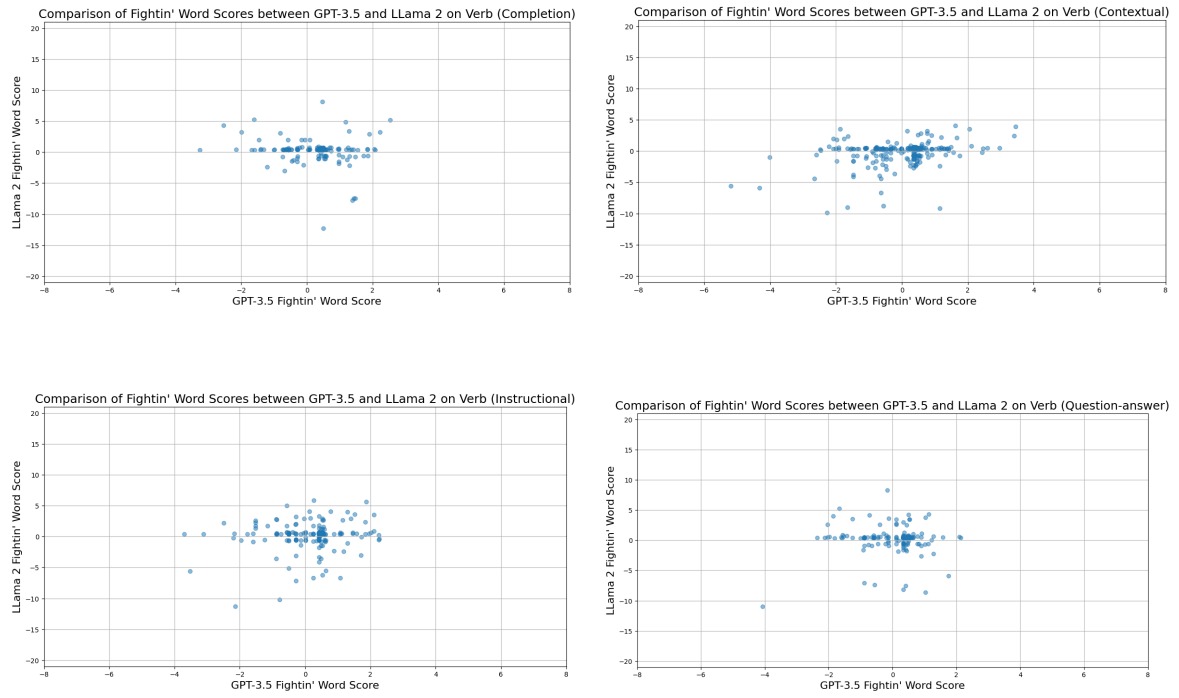 Comparison of Fightin' Word Scores between GPT-3.5 and LLama 2 on Verb (Completion)
20
15
10
5
0
−5
−10
−15
−20
LLama 2 Fightin' Word Score
−8 −6 −4 −2 0 2 4 6 8
GPT-3.5 Fightin' Word Score
Comparison of Fightin' Word Scores between GPT-3.5 and LLama 2 on Verb (Contextual)
20
15
10
5
0
−5
−10
−15
−20
LLama 2 Fightin' Word Score
−8 −6 −4 −2 0 2 4 6 8
GPT-3.5 Fightin' Word Score
Comparison of Fightin' Word Scores between GPT-3.5 and LLama 2 on Verb (Instructional)
20
15
10
5
0
−5
−10
−15
−20
LLama 2 Fightin' Word Score
−8 −6 −4 −2 0 2 4 6 8
GPT-3.5 Fightin' Word Score
Comparison of Fightin' Word Scores between GPT-3.5 and LLama 2 on Verb (Question-answer)
20
15
10
5
0
−5
−10
−15
−20
LLama 2 Fightin' Word Score
−8 −6 −4 −2 0 2 4 6 8
GPT-3.5 Fightin' Word Score